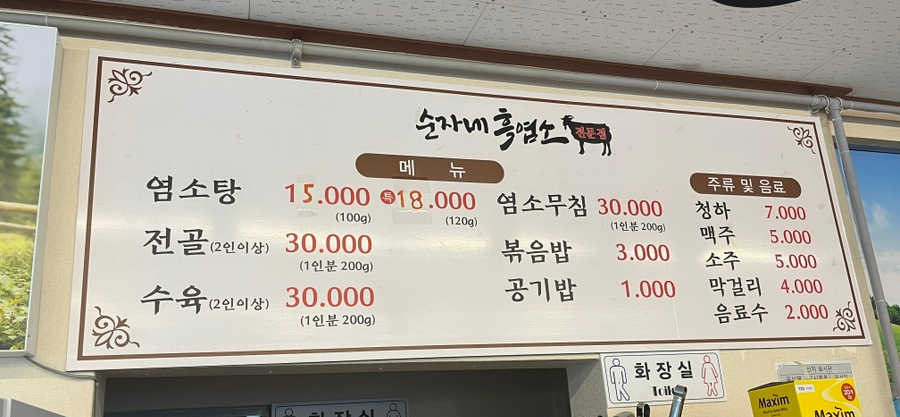 순자네 흑염소 전문점
메 뉴
염소탕 15.000 특 18.000
(100g) (120g)
전골(2인이상) 30.000
(1인분 200g)
수육(2인이상) 30.000
(1인분 200g)
염소무침 30.000
(1인분 200g)
볶음밥 3.000
공기밥 1.000
주류 및 음료
청하 7.000
맥주 5.000
소주 5.000
막걸리 4.000
음료수 2.000
화장실
Toilet
화장실
Maxim
Maxim